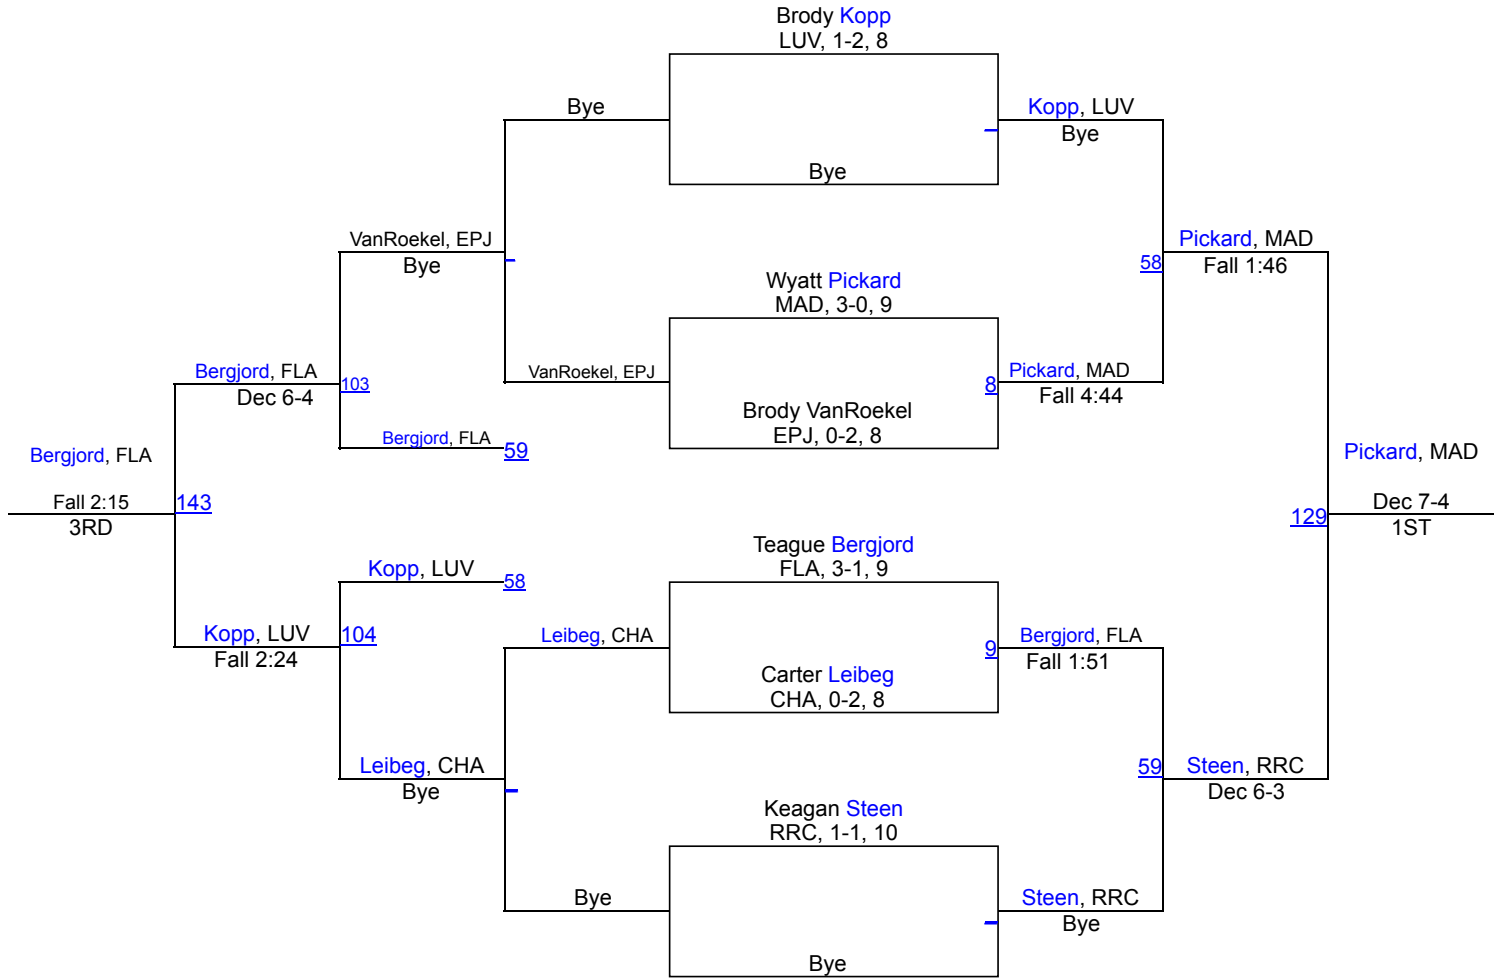 Brody Kopp
LUV, 1-2, 8
Bye
Kopp, LUV
Bye
Bye
VanRoekel, EPJ
Bye
Pickard, MAD
58
Fall 1:46
Wyatt Pickard
MAD, 3-0, 9
VanRoekel, EPJ
Pickard, MAD
8
Fall 4:44
Bergjord, FLA
103
Dec 6-4
Brody VanRoekel
EPJ, 0-2, 8
Bergjord, FLA
59
Bergjord, FLA
Pickard, MAD
Fall 2:15
143
3RD
Dec 7-4
129
1ST
Teague Bergjord
FLA, 3-1, 9
Kopp, LUV
58
Kopp, LUV
104
Fall 2:24
Leibeg, CHA
Bergjord, FLA
9
Fall 1:51
Carter Leibeg
CHA, 0-2, 8
Leibeg, CHA
Bye
59
Steen, RRC
Dec 6-3
Keagan Steen
RRC, 1-1, 10
Bye
Steen, RRC
Bye
Bye